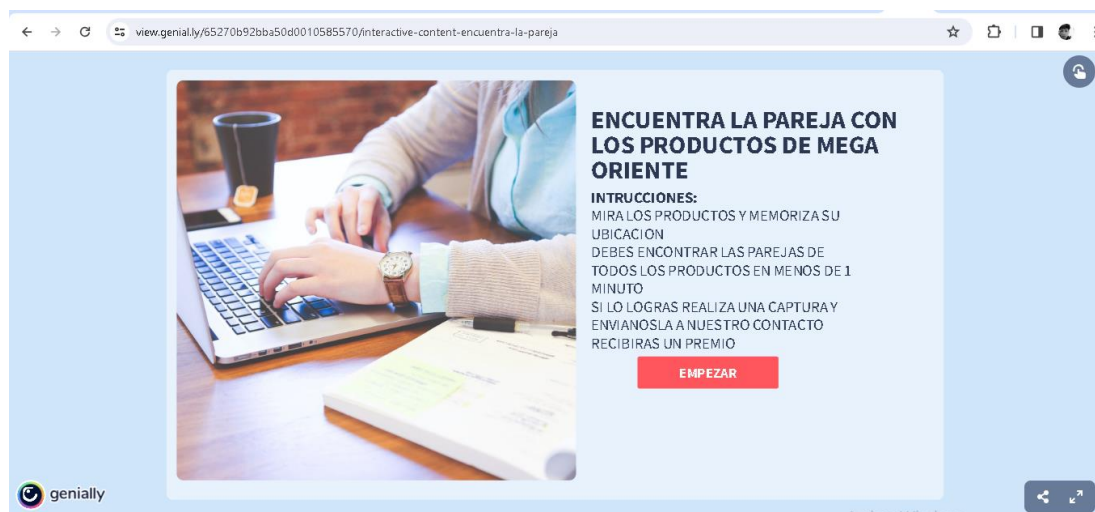 view.genial.ly/65270b92bba50d0010585570/interactive-content-encuentra-la-pareja
ENCUENTRA LA PAREJA CON
LOS PRODUCTOS DE MEGA
ORIENTE
INTRUCCIONES:
MIRA LOS PRODUCTOS Y MEMORIZA SU
UBICACION
DEBES ENCONTRAR LAS PAREJAS DE
TODOS LOS PRODUCTOS EN MENOS DE 1
MINUTO
SI LO LOGRAS REALIZA UNA CAPTURA Y
ENVIANOSLA A NUESTRO CONTACTO
RECIBIRAS UN PREMIO
EMPEZAR
genially